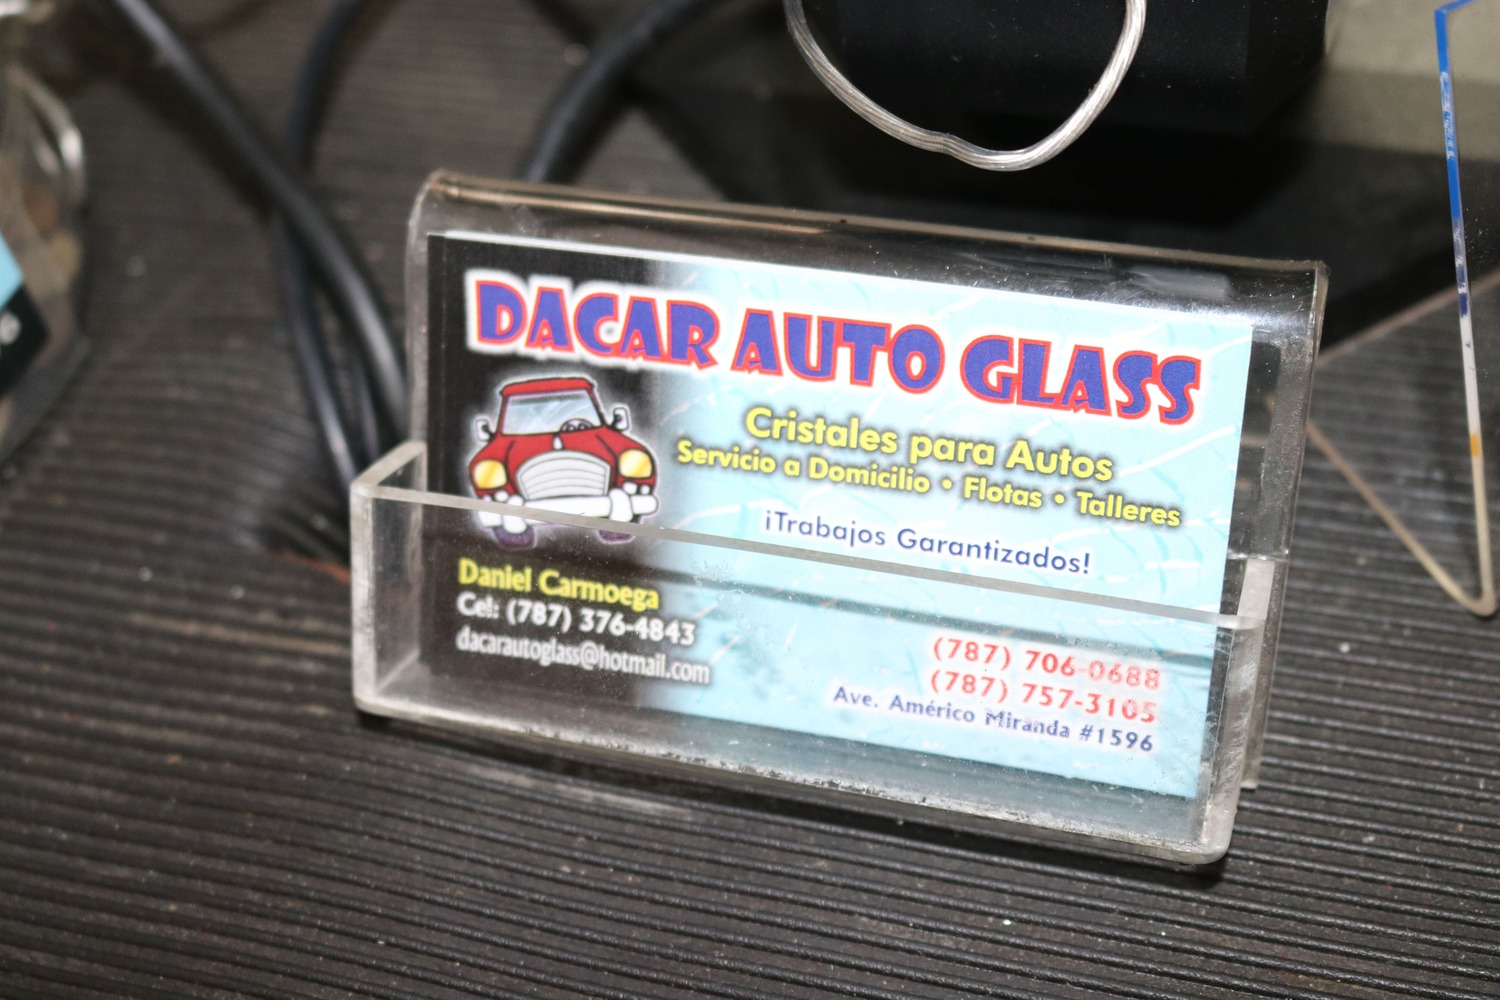 DACAR AUTO GLASS
Cristales para Autos
Servicio a Domicilio • Flotas • Talleres
¡Trabajos Garantizados!
Daniel Carmoega
Cel: (787) 376-4843
dacarautoglass@hotmail.com
(787) 706-0688
(787) 757-3105
Ave. Américo Miranda #1596